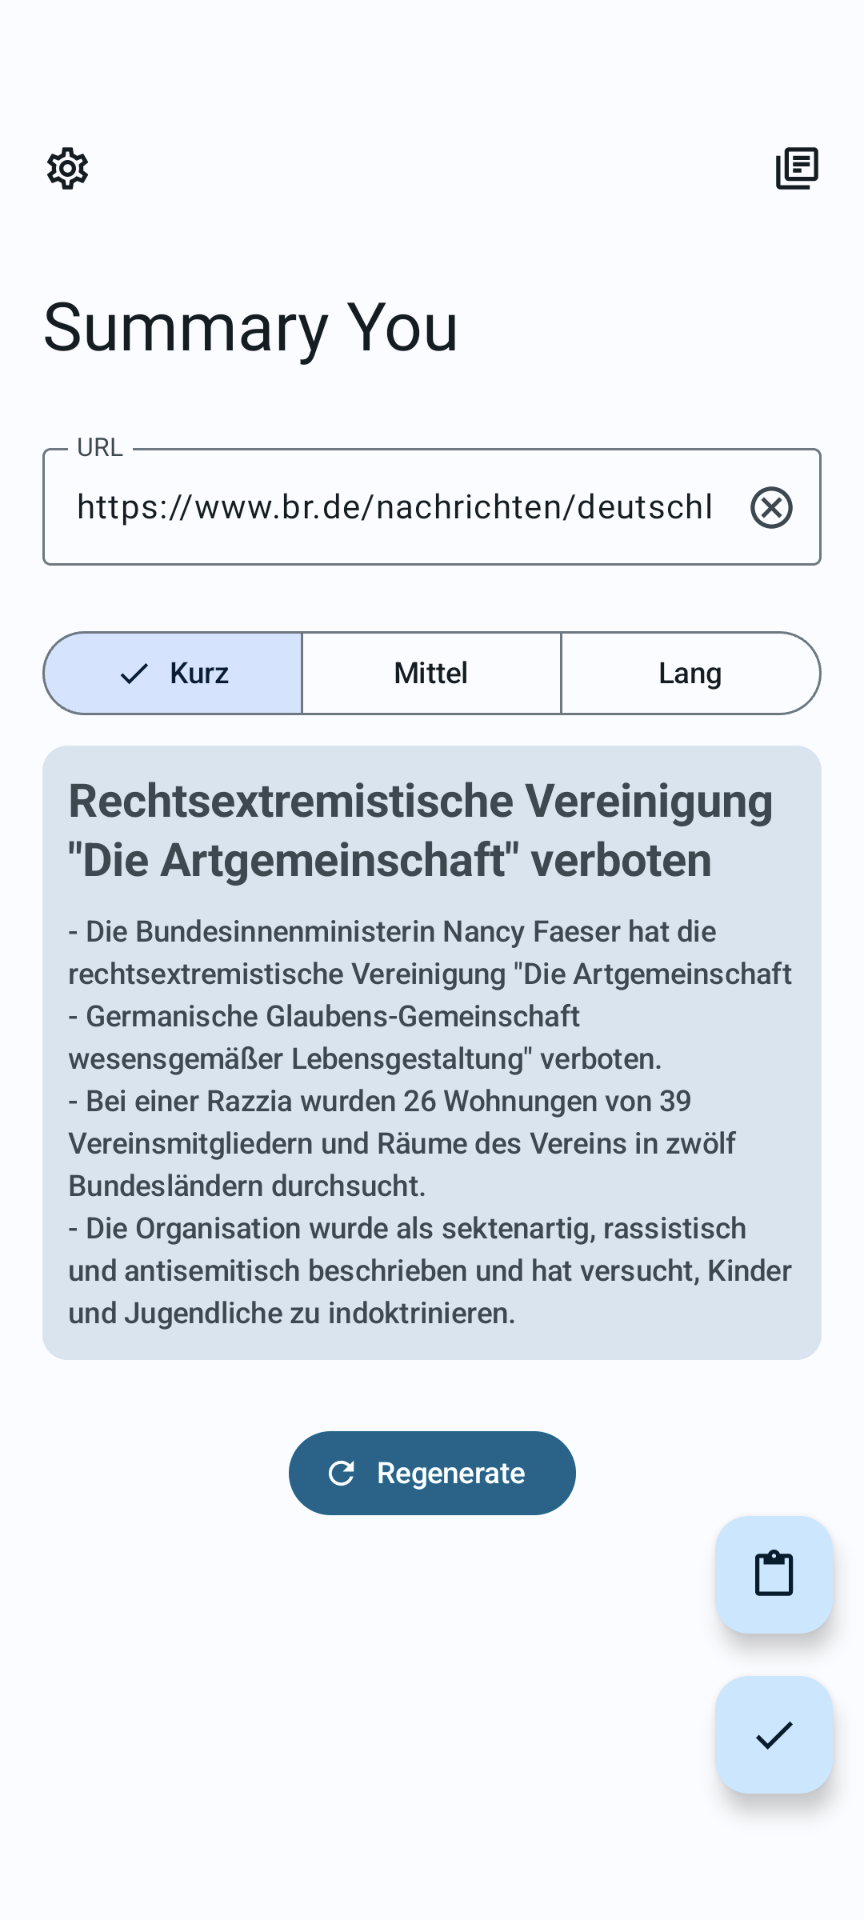 Summary You
URL
https://www.br.de/nachrichten/deutschl
Kurz
Mittel
Lang
Rechtsextremistische Vereinigung
"Die Artgemeinschaft" verboten
- Die Bundesinnenministerin Nancy Faeser hat die
rechtsextremistische Vereinigung "Die Artgemeinschaft
- Germanische Glaubens-Gemeinschaft
wesensgemäßer Lebensgestaltung" verboten.
- Bei einer Razzia wurden 26 Wohnungen von 39
Vereinsmitgliedern und Räume des Vereins in zwölf
Bundesländern durchsucht.
- Die Organisation wurde als sektenartig, rassistisch
und antisemitisch beschrieben und hat versucht, Kinder
und Jugendliche zu indoktrinieren.
Regenerate